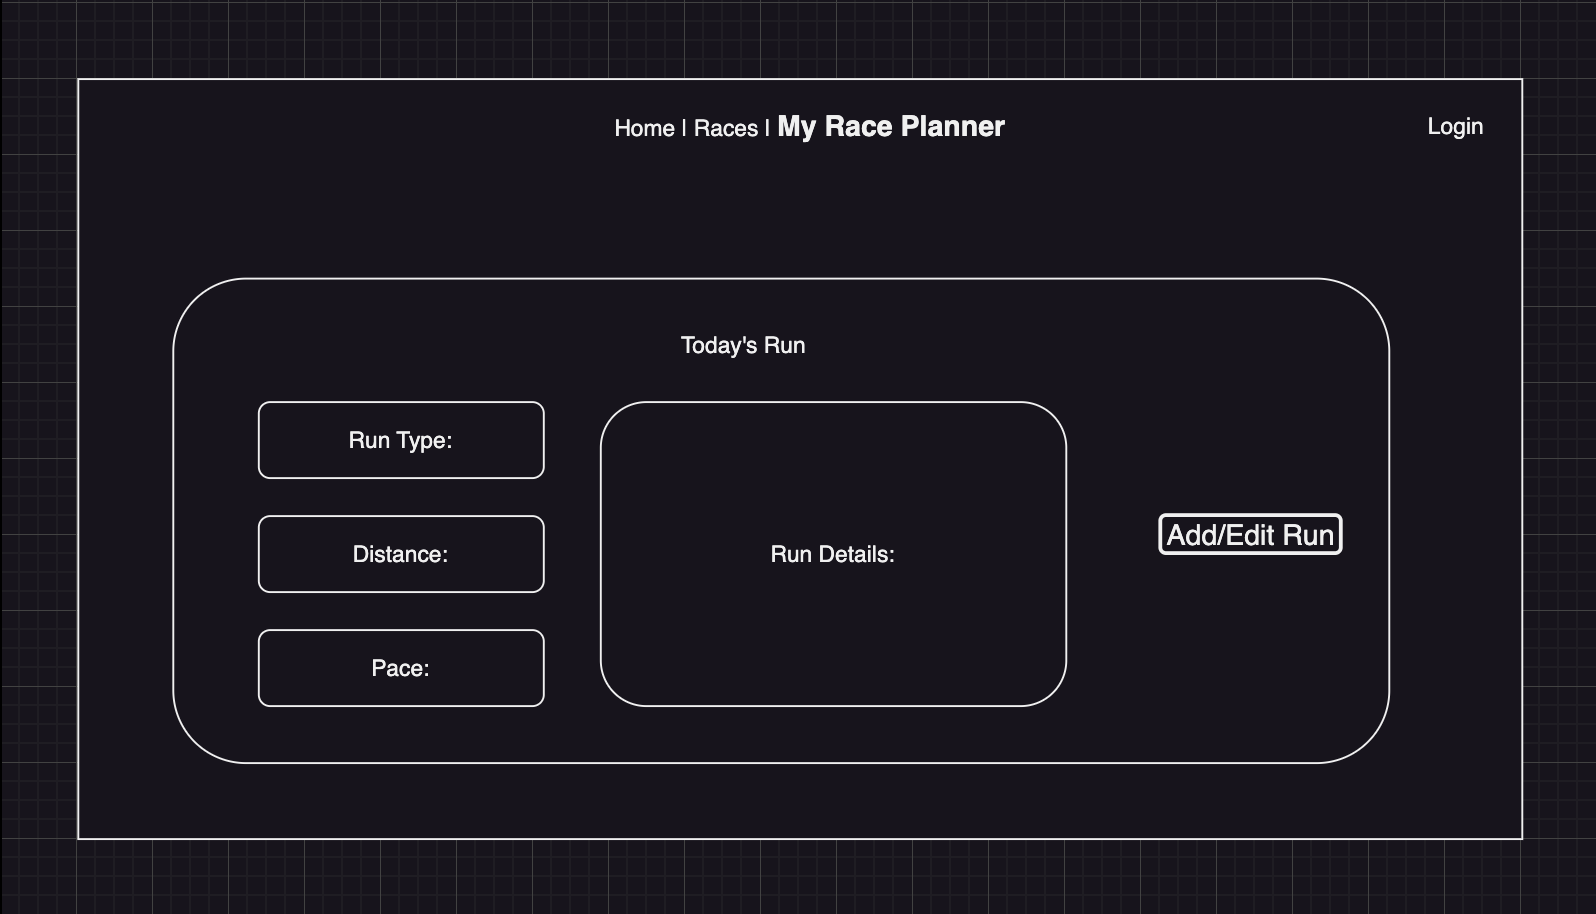 Home | Races | My Race Planner
Login
Today's Run
Run Type:
Distance:
Pace:
Run Details:
Add/Edit Run